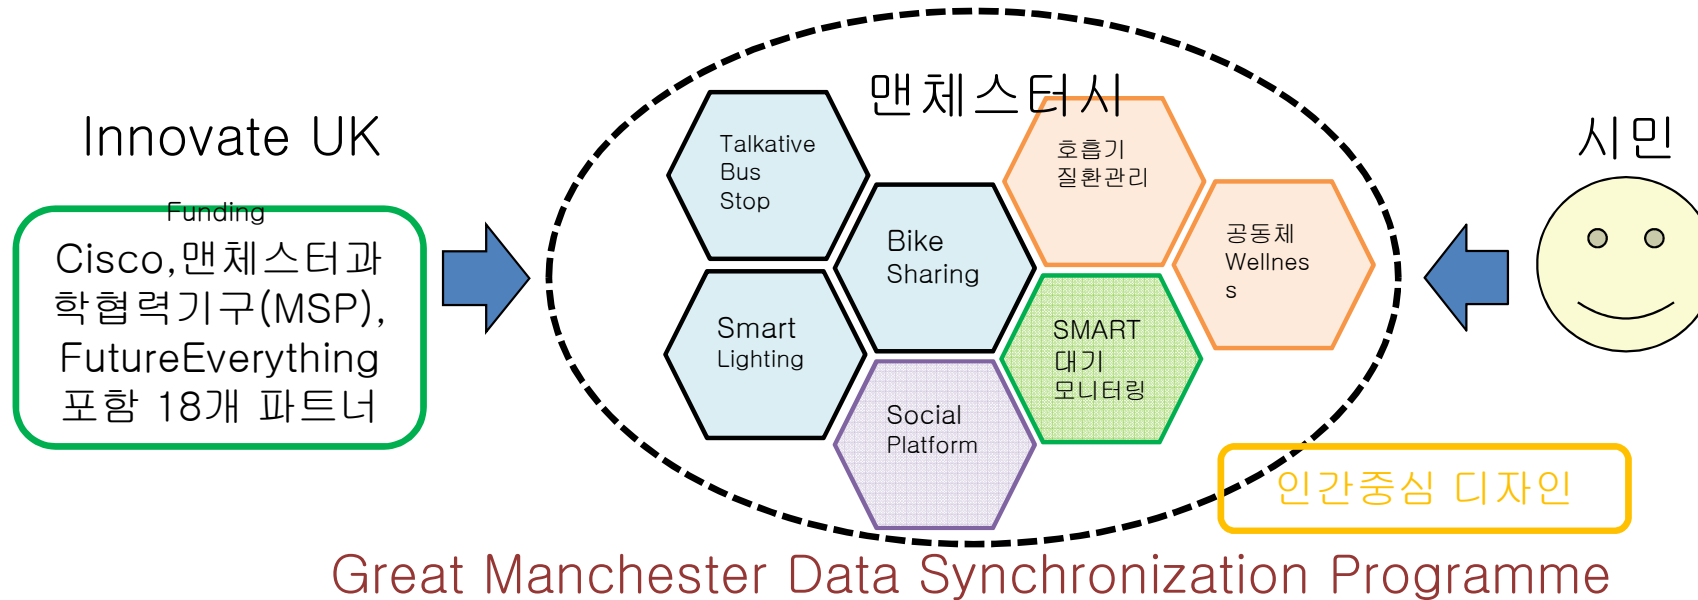 Innovate UK
Funding
Cisco,맨체스터과
학협력기구(MSP),
FutureEverything
포함 18개 파트너
맨체스터시
Talkative
Bus
Stop
Bike
Sharing
Smart
Lighting
Social
Platform
호흡기
질환관리
SMART
대기
모니터링
공동체
Wellnes
s
시민
인간중심 디자인
Great Manchester Data Synchronization Programme